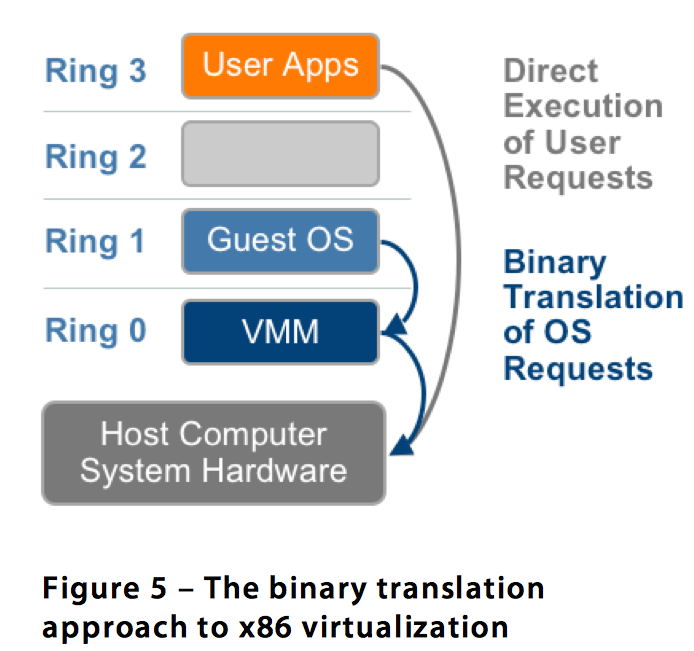 Ring 3
User Apps
Direct
Execution
of User
Requests
Ring 2
Ring 1
Guest OS
Binary
Translation
of OS
Requests
Ring 0
VMM
Host Computer
System Hardware
Figure 5 – The binary translation
approach to x86 virtualization